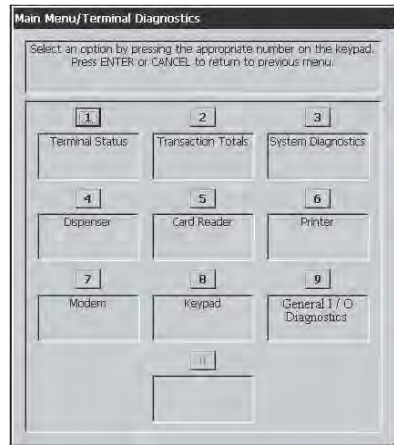 Main Menu/Terminal Diagnostics
Select an option by pressing the appropriate number on the keypad.
Press ENTER or CANCEL to return to previous menu.
1 2 3
Terminal Status Transaction Totals System Diagnostics
4 5 6
Dispenser Card Reader Printer
7 8 9
Modem Keypad General I / O
Diagnostics